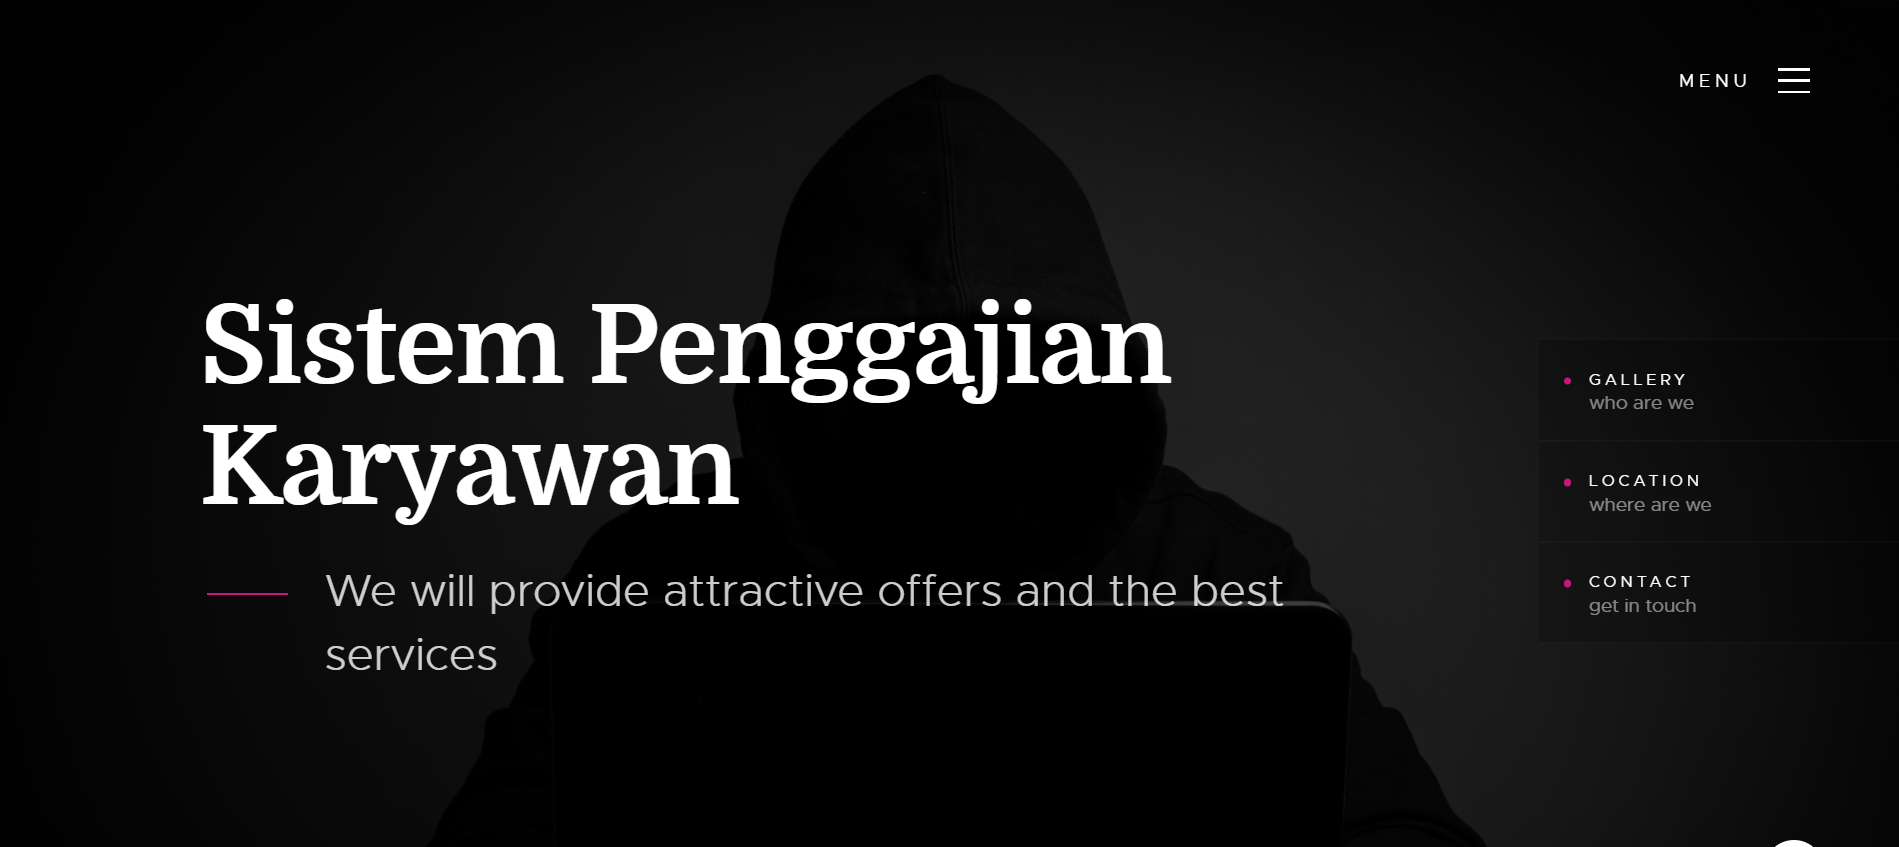 MENU
Sistem Penggajian
Karyawan
We will provide attractive offers and the best
services
GALLERY
who are we
LOCATION
where are we
CONTACT
get in touch